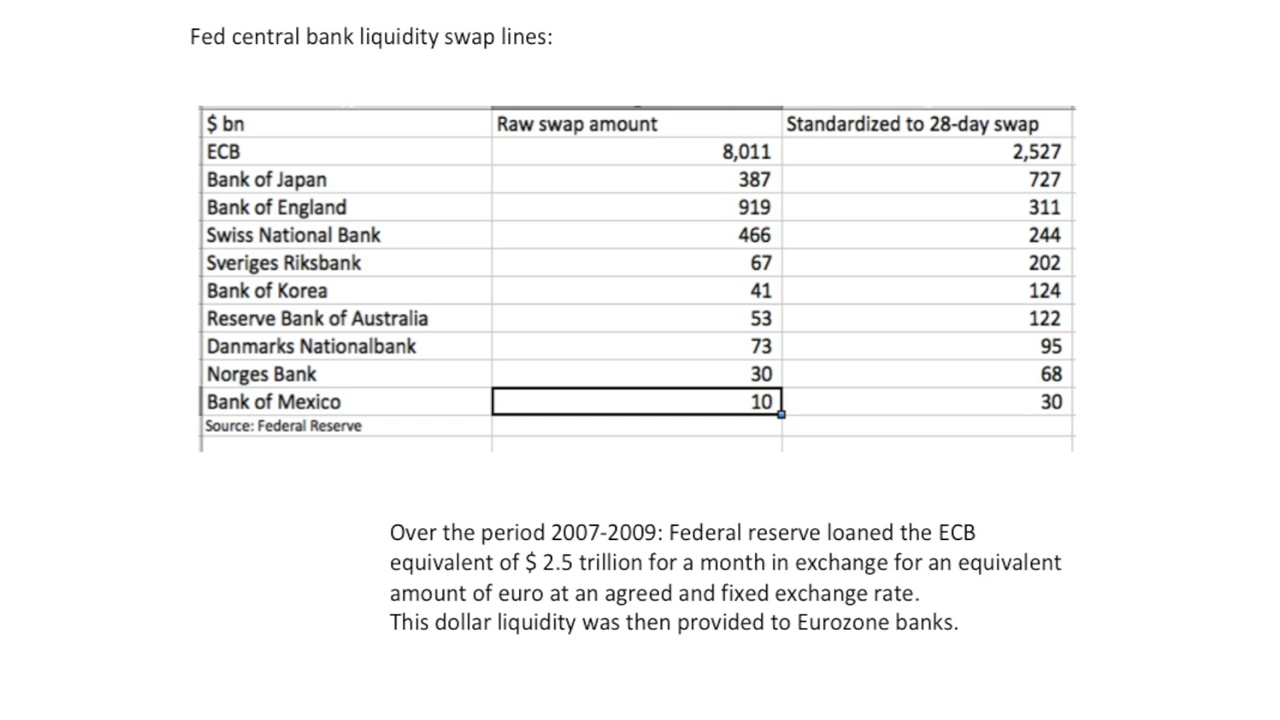 Fed central bank liquidity swap lines:
$ bn Raw swap amount Standardized to 28-day swap
ECB 8,011 2,527
Bank of Japan 387 727
Bank of England 919 311
Swiss National Bank 466 244
Sveriges Riksbank 67 202
Bank of Korea 41 124
Reserve Bank of Australia 53 122
Danmarks Nationalbank 73 95
Norges Bank 30 68
Bank of Mexico 10 30
Source: Federal Reserve
Over the period 2007-2009: Federal reserve loaned the ECB
equivalent of $ 2.5 trillion for a month in exchange for an equivalent
amount of euro at an agreed and fixed exchange rate.
This dollar liquidity was then provided to Eurozone banks.